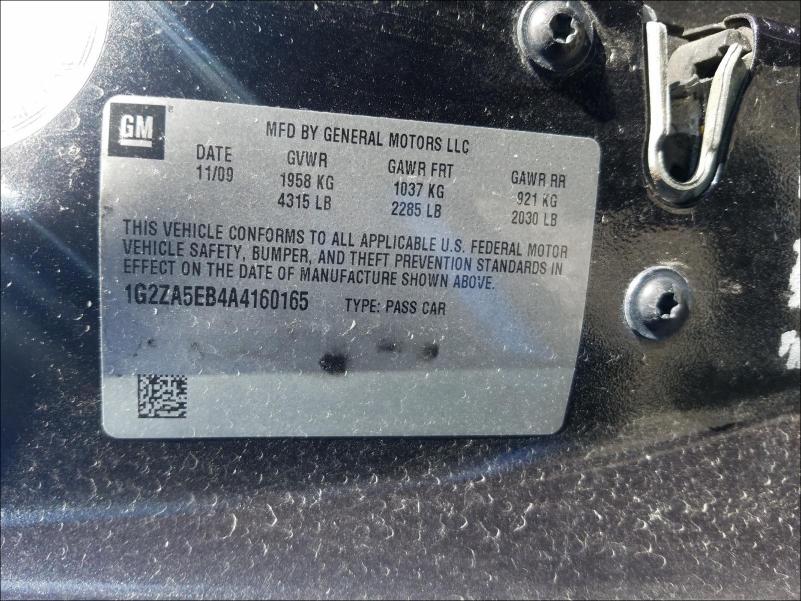 GM
MFD BY GENERAL MOTORS LLC
DATE GVWR GAWR FRT GAWR RR
11/09 1958 KG 1037 KG 921 KG
4315 LB 2285 LB 2030 LB
THIS VEHICLE CONFORMS TO ALL APPLICABLE U.S. FEDERAL MOTOR
VEHICLE SAFETY, BUMPER, AND THEFT PREVENTION STANDARDS IN
EFFECT ON THE DATE OF MANUFACTURE SHOWN ABOVE.
1G2ZA5EB4A4160165 TYPE: PASS CAR